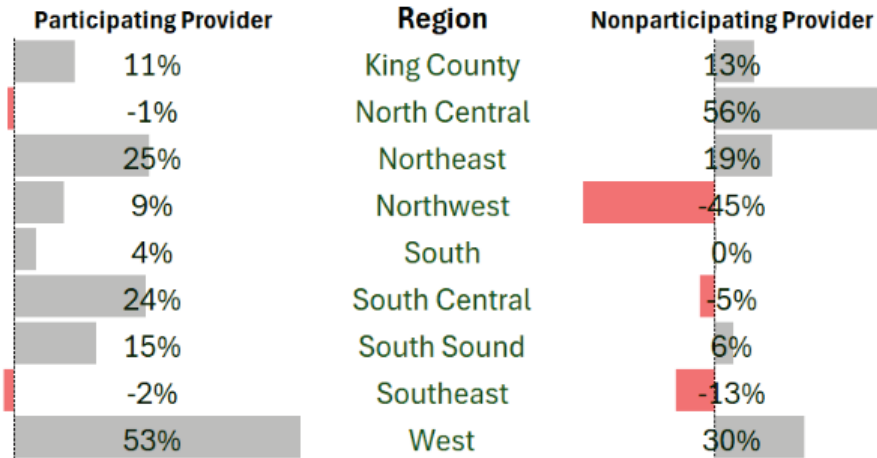 Participating Provider Region Nonparticipating Provider
11% King County 13%
-1% North Central 56%
25% Northeast 19%
9% Northwest -45%
4% South 0%
24% South Central -5%
15% South Sound 6%
-2% Southeast -13%
53% West 30%